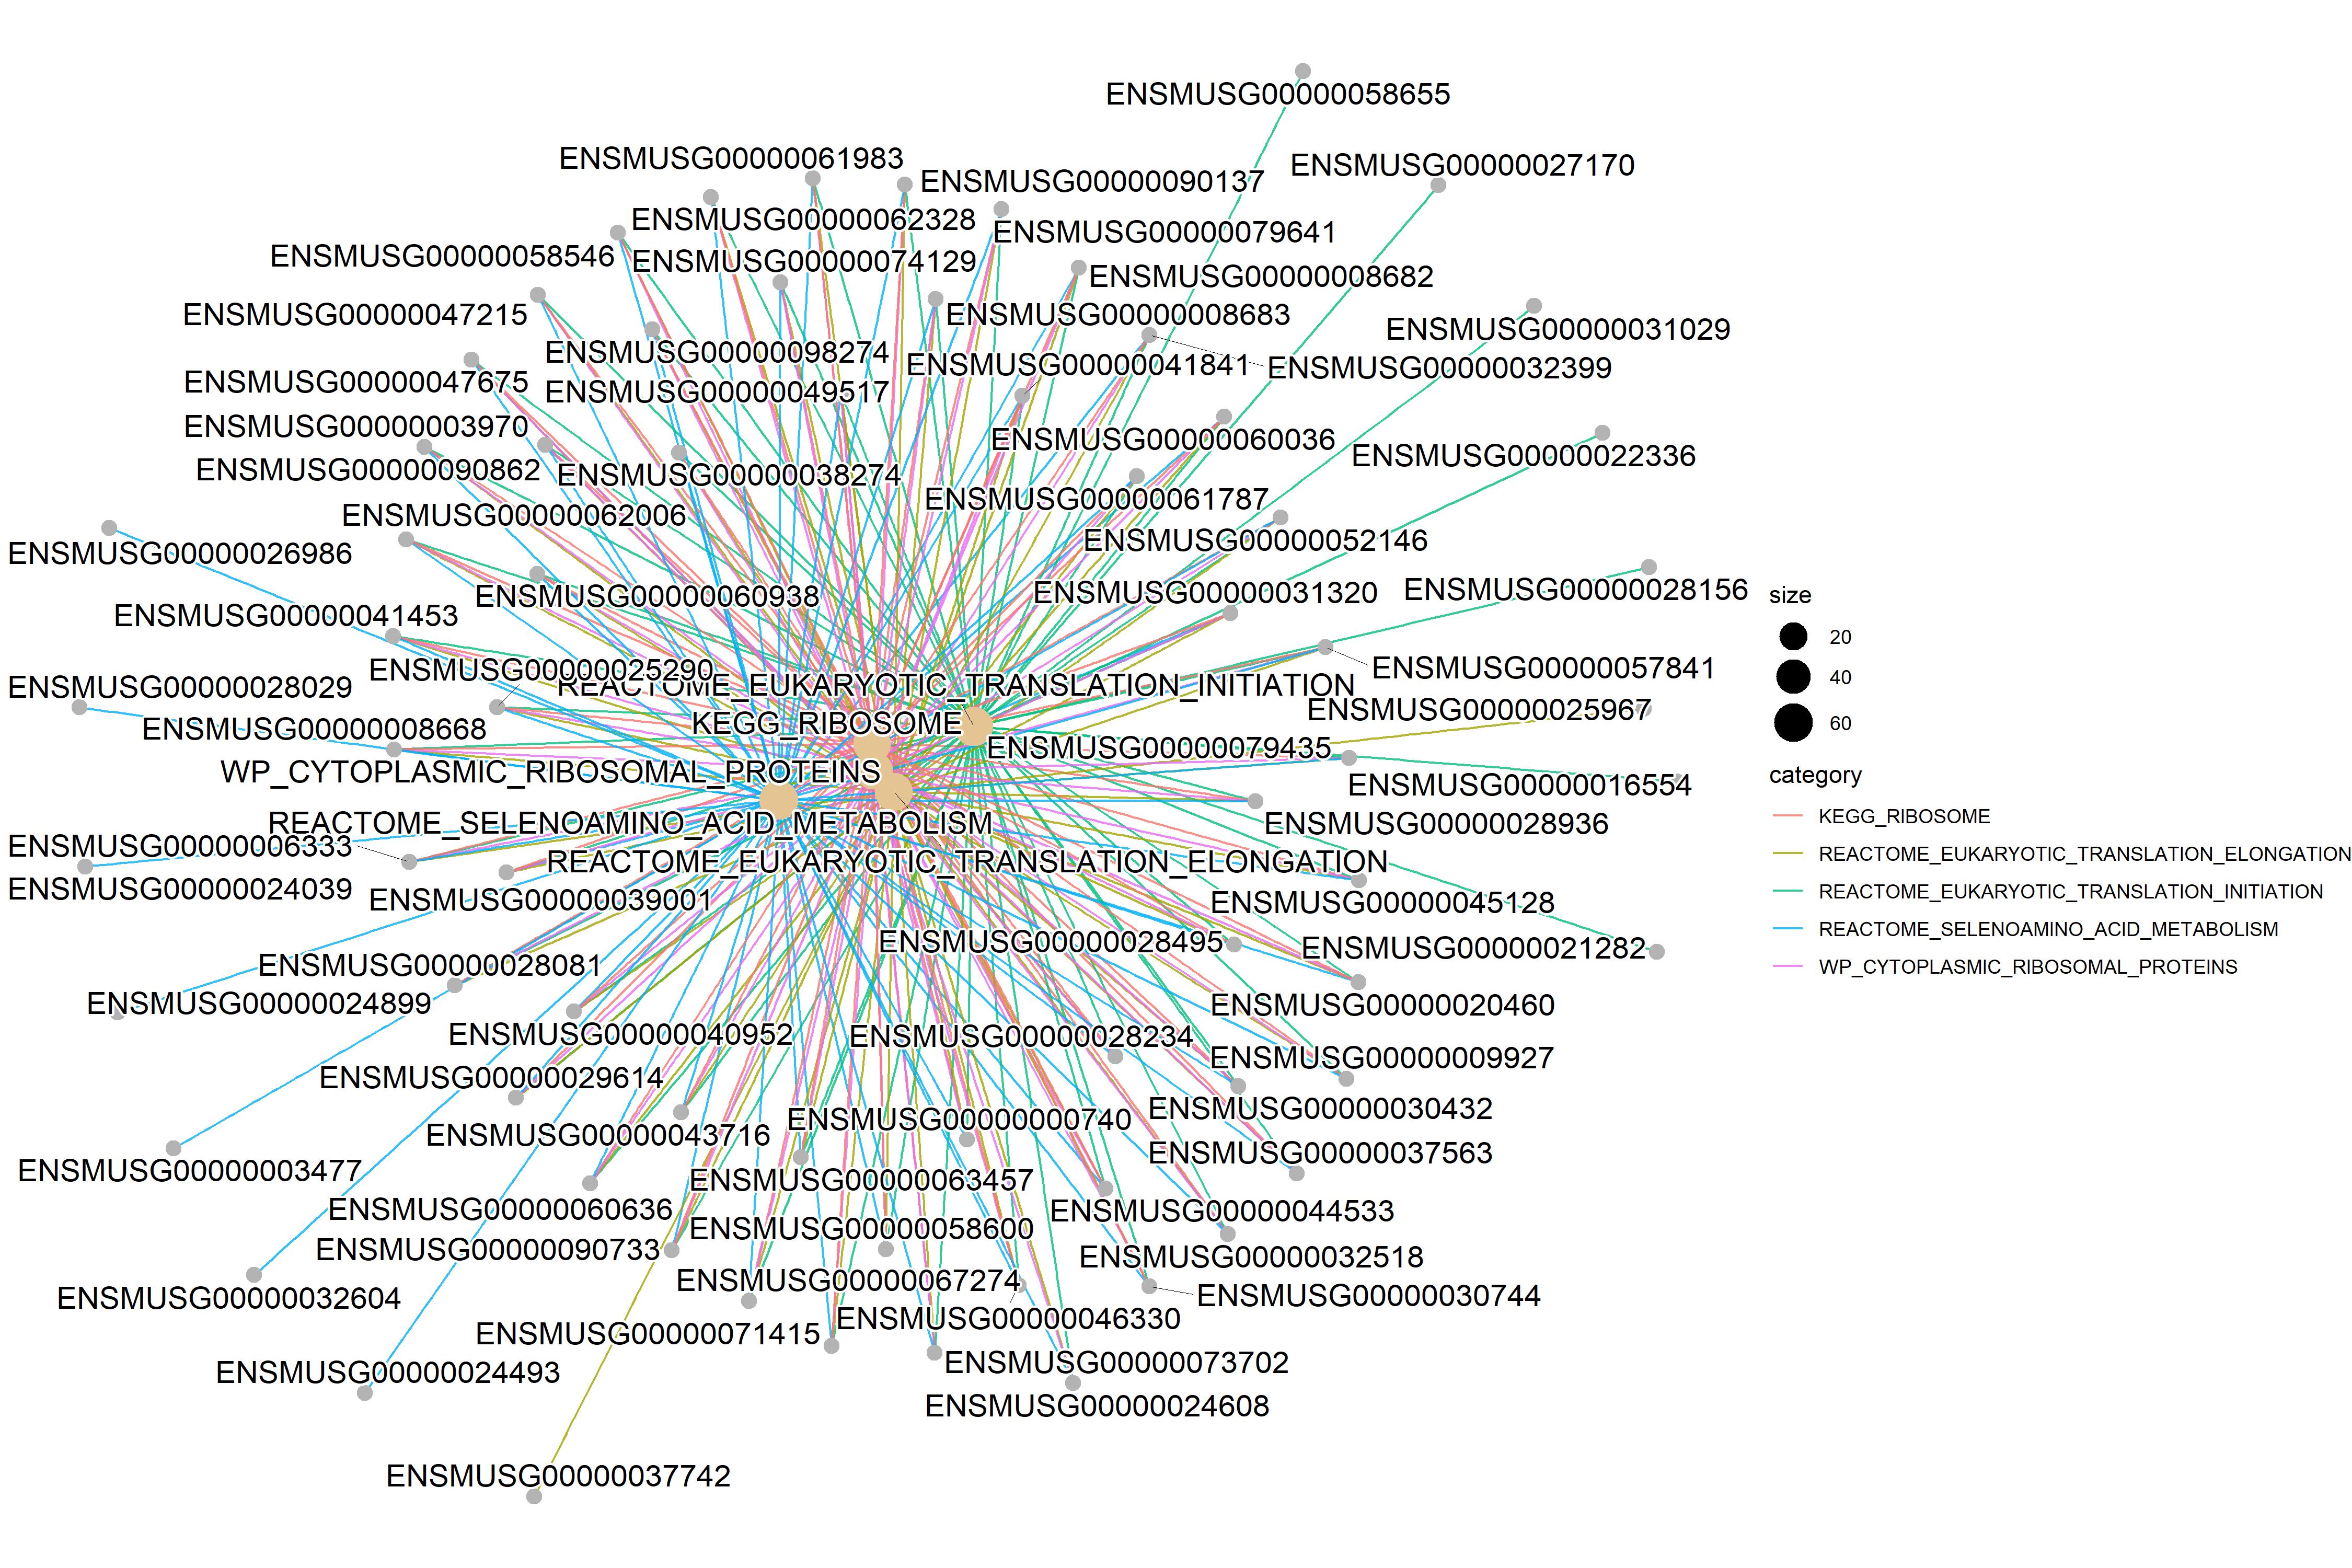 ENSMUSG00000058655
ENSMUSG00000061983
ENSMUSG00000027170
ENSMUSG00000090137
ENSMUSG00000062328
ENSMUSG00000079641
ENSMUSG00000058546
ENSMUSG00000074129
ENSMUSG00000008682
ENSMUSG00000047215
ENSMUSG00000008683
ENSMUSG00000031029
ENSMUSG00000098274
ENSMUSG00000041841
ENSMUSG00000032399
ENSMUSG00000047675
ENSMUSG00000049517
ENSMUSG00000003970
ENSMUSG00000060036
ENSMUSG00000022336
ENSMUSG00000090862
ENSMUSG00000038274
ENSMUSG00000061787
ENSMUSG00000062006
ENSMUSG00000052146
ENSMUSG00000026986
ENSMUSG00000060938
ENSMUSG00000031320
ENSMUSG00000028156
ENSMUSG00000041453
ENSMUSG00000025290
ENSMUSG00000057841
REACTOME_EUKARYOTIC_TRANSLATION_INITIATION
ENSMUSG00000028029
ENSMUSG00000025967
ENSMUSG00000008668
KEGG_RIBOSOME
ENSMUSG00000079435
WP_CYTOPLASMIC_RIBOSOMAL_PROTEINS
ENSMUSG00000016554
REACTOME_SELENOAMINO_ACID_METABOLISM
ENSMUSG00000028936
ENSMUSG00000006333
REACTOME_EUKARYOTIC_TRANSLATION_ELONGATION
ENSMUSG00000024039
ENSMUSG00000039001
ENSMUSG00000045128
ENSMUSG00000028495
ENSMUSG00000021282
ENSMUSG00000028081
ENSMUSG00000024899
ENSMUSG00000020460
ENSMUSG00000040952
ENSMUSG00000028234
ENSMUSG00000009927
ENSMUSG00000029614
ENSMUSG00000030432
ENSMUSG00000000740
ENSMUSG00000043716
ENSMUSG00000037563
ENSMUSG00000003477
ENSMUSG00000063457
ENSMUSG00000060636
ENSMUSG00000044533
ENSMUSG00000058600
ENSMUSG00000090733
ENSMUSG00000032518
ENSMUSG00000067274
ENSMUSG00000030744
ENSMUSG00000032604
ENSMUSG00000046330
ENSMUSG00000071415
ENSMUSG00000073702
ENSMUSG00000024493
ENSMUSG00000024608
ENSMUSG00000037742
size
20
40
60
category
KEGG_RIBOSOME
REACTOME_EUKARYOTIC_TRANSLATION_ELONGATION
REACTOME_EUKARYOTIC_TRANSLATION_INITIATION
REACTOME_SELENOAMINO_ACID_METABOLISM
WP_CYTOPLASMIC_RIBOSOMAL_PROTEINS